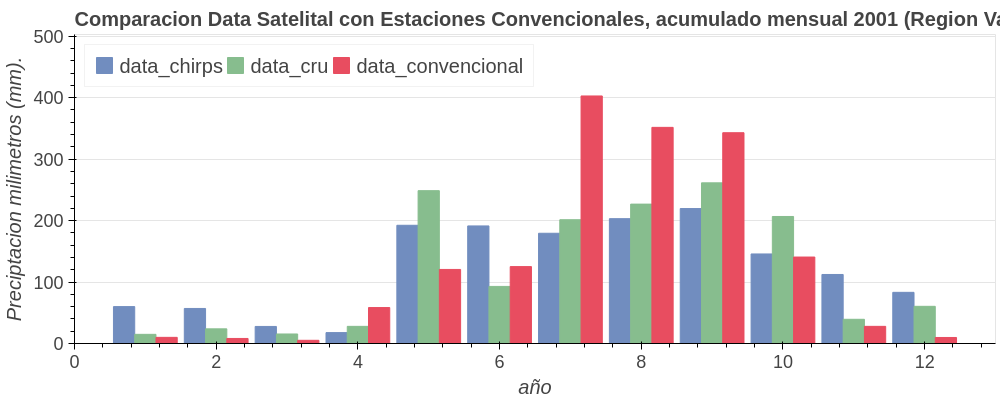 Comparacion Data Satelital con Estaciones Convencionales, acumulado mensual 2001 (Region Va
500
400
300
200
100
0
Preciptacion milimetros (mm).
data_chirps data_cru data_convencional
0 2 4 6 8 10 12
año